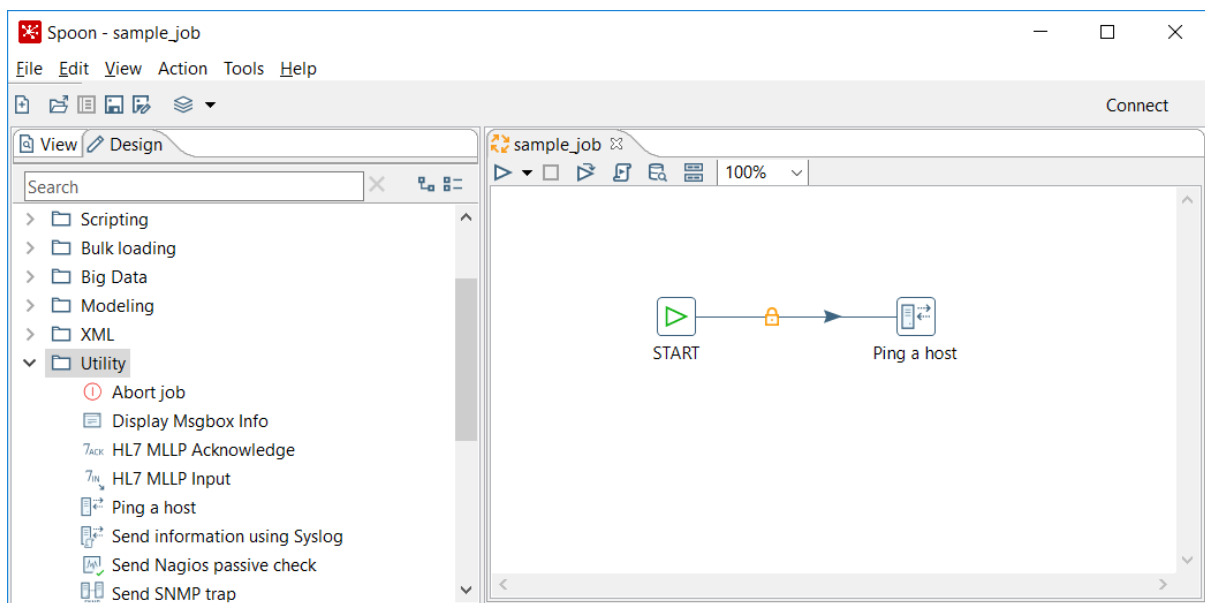 Spoon - sample_job
File Edit View Action Tools Help
Connect
View Design
sample_job
Search
100%
Scripting
Bulk loading
Big Data
Modeling
XML
Utility
Abort job
Display Msgbox Info
7ACK HL7 MLLP Acknowledge
7IN HL7 MLLP Input
Ping a host
Send information using Syslog
Send Nagios passive check
Send SNMP trap
START
Ping a host